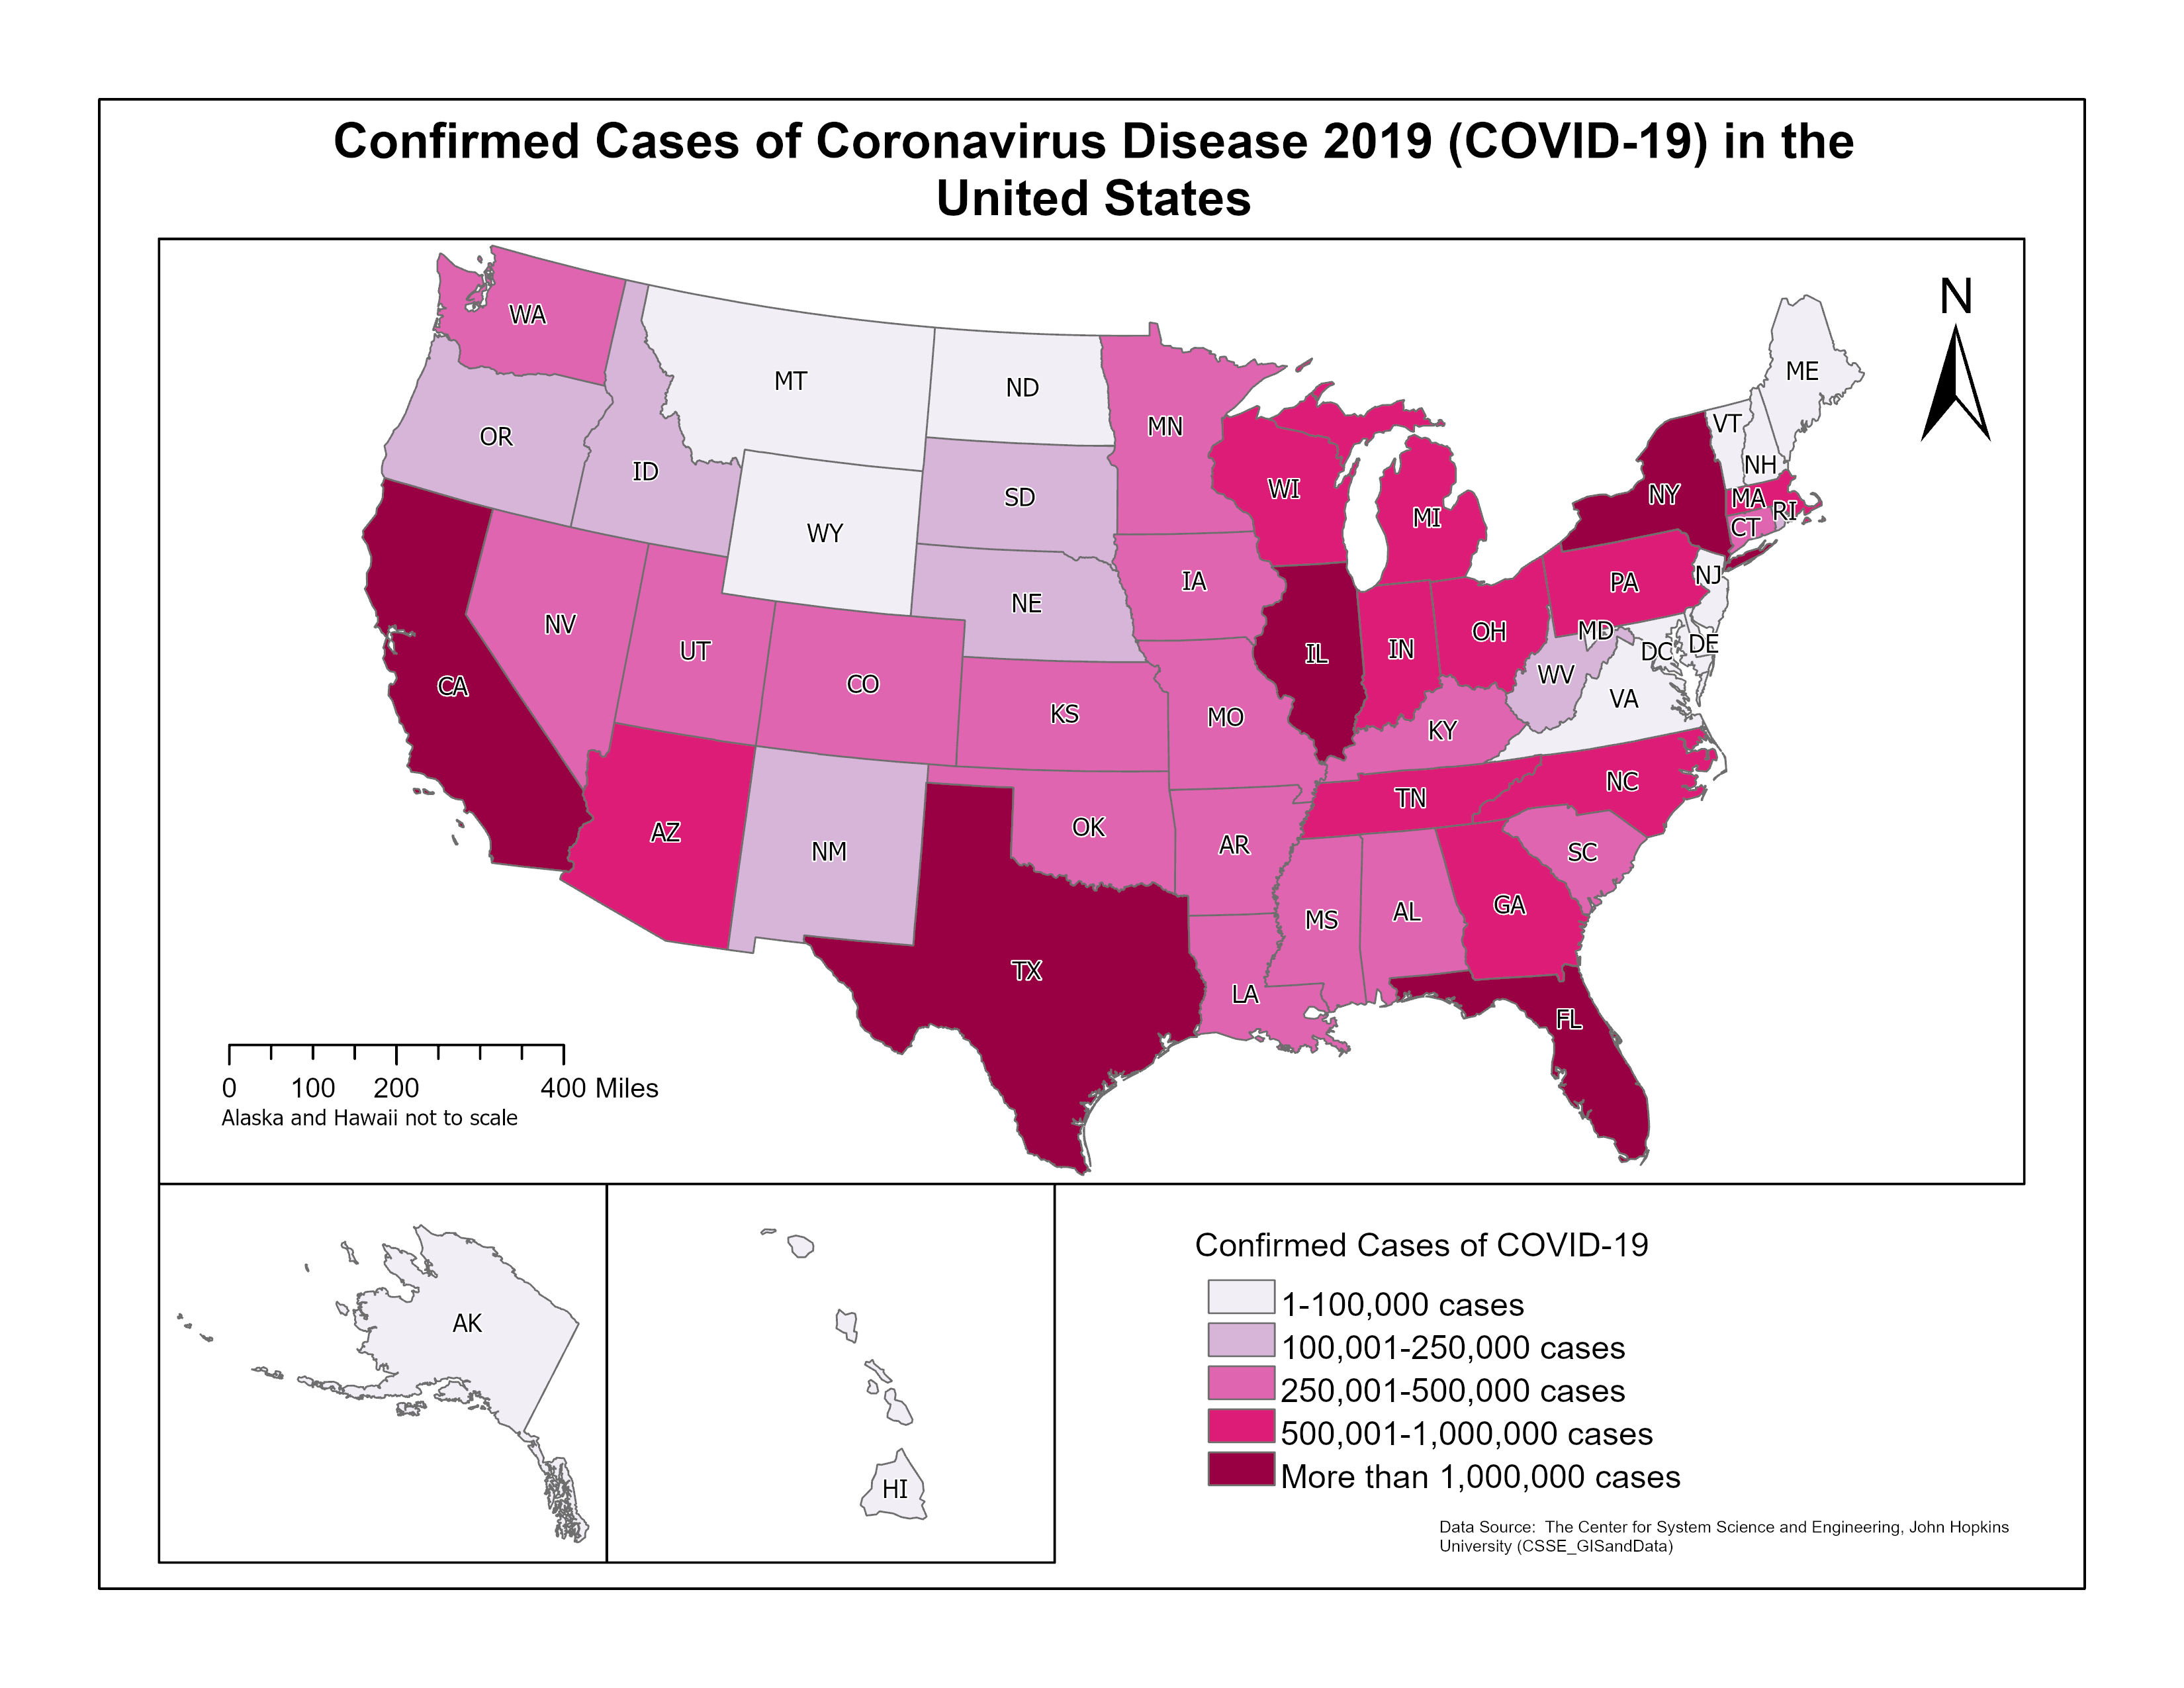 Confirmed Cases of Coronavirus Disease 2019 (COVID-19) in the
United States
N
WA
MT
ND
MN
ME
VT
OR
ID
SD
WI
MI
NH
NY
MA
RI
CT
WY
IA
NE
PA
NJ
NV
UT
CO
KS
MO
IL
IN
OH
MD
DC
DE
WV
VA
CA
KY
AZ
NM
OK
AR
TN
NC
SC
MS
AL
GA
TX
LA
FL
0 100 200 400 Miles
Alaska and Hawaii not to scale
AK
HI
Confirmed Cases of COVID-19
1-100,000 cases
100,001-250,000 cases
250,001-500,000 cases
500,001-1,000,000 cases
More than 1,000,000 cases
Data Source: The Center for System Science and Engineering, John Hopkins
University (CSSE_GISandData)